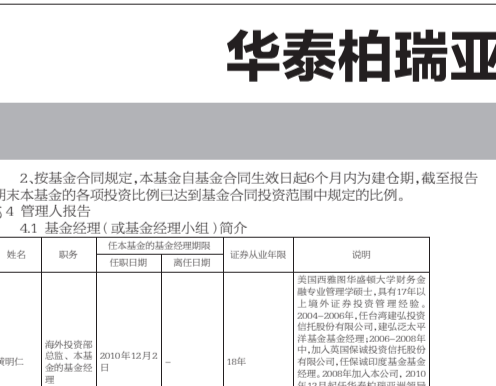 华泰柏瑞亚
2、按基金合同规定,本基金自基金合同生效日起6个月内为建仓期,截至报告
期末本基金的各项投资比例已达到基金合同投资范围中规定的比例。
§4 管理人报告
4.1 基金经理(或基金经理小组)简介
姓名 职务 任本基金的基金经理期限 证券从业年限 说明
任职日期 离任日期
黄明仁
海外投资部
总监、本基
金的基金经
理
2010年12月2
日
-
18年
美国西雅图华盛顿大学财务金
融专业管理学硕士,具有17年以
上境外证券投资管理经验。
2004-2006年,任台湾建弘投资
信托股份有限公司,建弘泛太平
洋基金基金经理;2006-2008年
中,加入英国保诚投资信托股份
有限公司,任保诚印度基金基金
经理。2008年加入本公司,2010
年12月起任华泰柏瑞亚洲领导